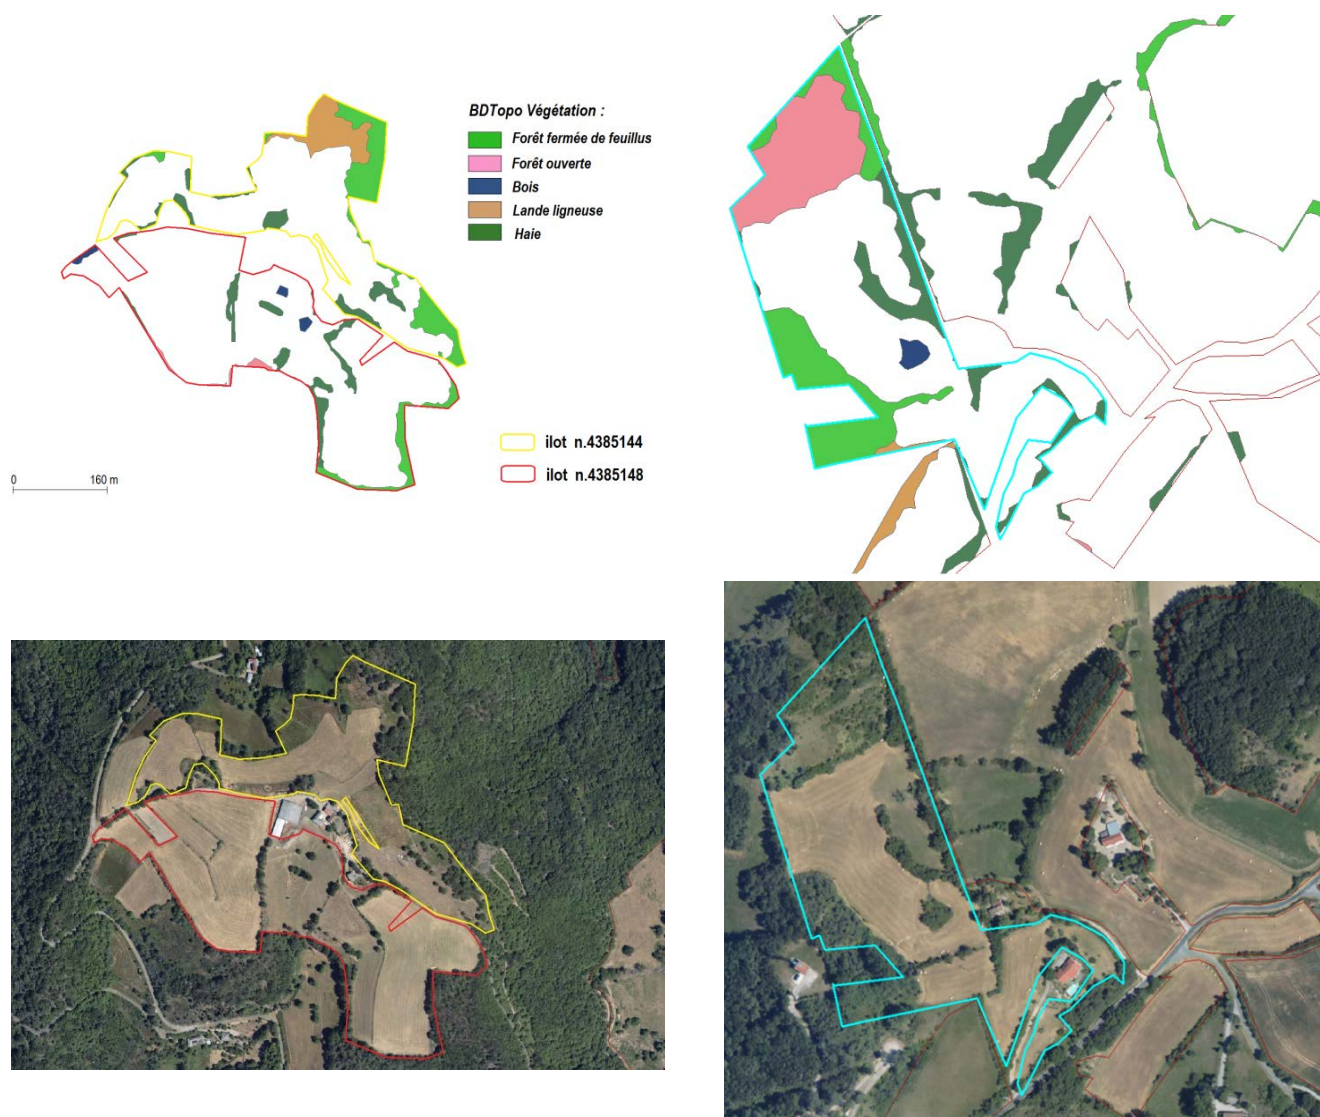 BDTopo Végétation :
Forêt fermée de feuillus
Forêt ouverte
Bois
Lande ligneuse
Haie
ilot n.4385144
ilot n.4385148
0 160 m